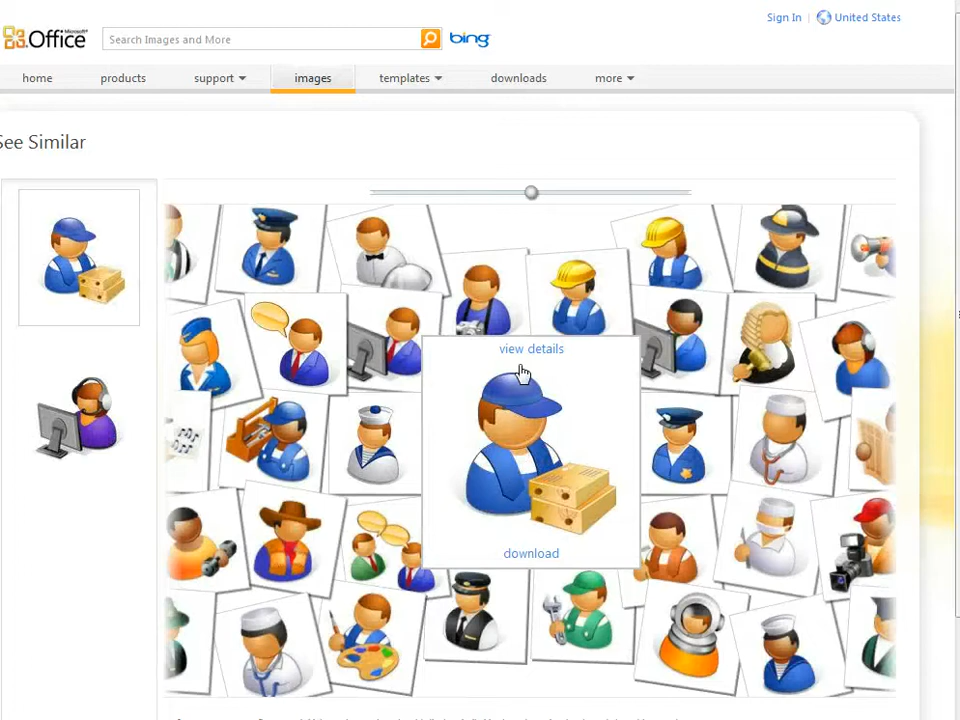 Sign In | United States
Microsoft®
Office
Search Images and More
bing
home products support images templates downloads more
See Similar
view details
download